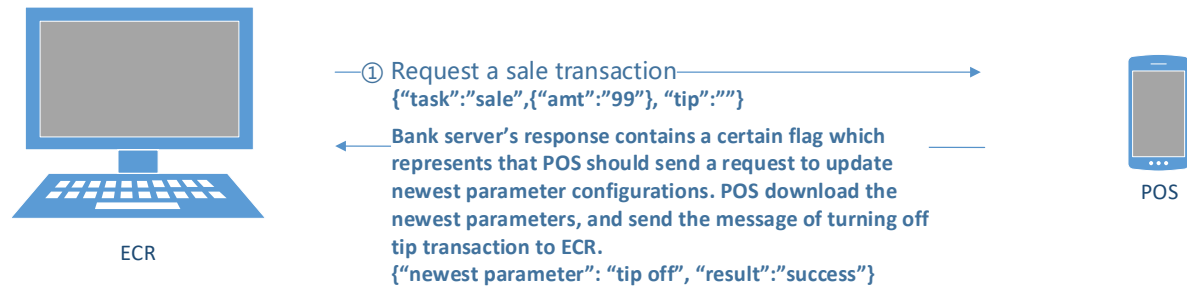 ① Request a sale transaction
{“task”:”sale”,{“amt”:”99”}, “tip”:””}
Bank server’s response contains a certain flag which
represents that POS should send a request to update
newest parameter configurations. POS download the
newest parameters, and send the message of turning off
tip transaction to ECR.
{“newest parameter”: “tip off”, “result”:”success”}
ECR
POS